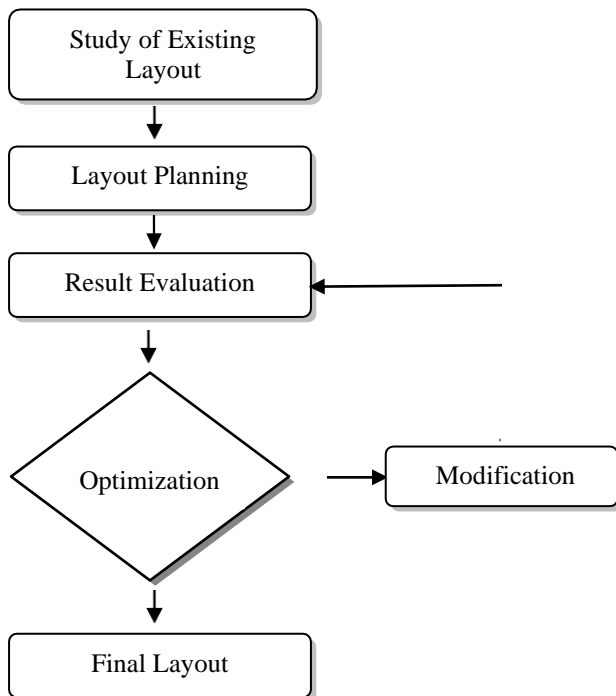 Study of Existing
Layout
Layout Planning
Result Evaluation
Optimization
Modification
Final Layout